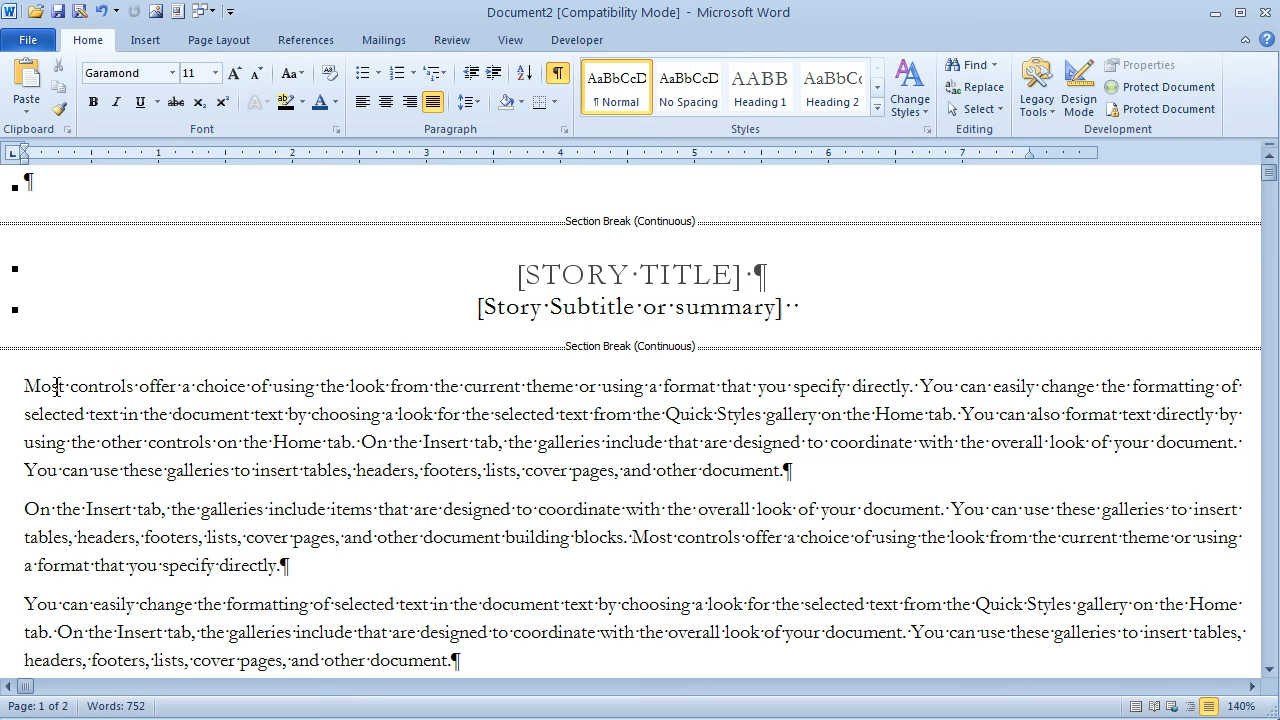 Document2 [Compatibility Mode] - Microsoft Word
File Home Insert Page Layout References Mailings Review View Developer
Garamond 11 Aa
AaBbCcD AaBbCcD AABB AaBbCc
¶ Normal No Spacing Heading 1 Heading 2
Paste
Change Styles
Find
Replace
Select
Legacy Tools
Design Mode
Properties
Protect Document
Protect Document
Clipboard Font Paragraph Styles Editing Development
1 2 3 4 5 6 7
¶
Section Break (Continuous)
[STORY·TITLE]·¶
[Story·Subtitle·or·summary]··
Section Break (Continuous)
Most·controls·offer·a·choice·of·using·the·look·from·the·current·theme·or·using·a·format·that·you·specify·directly.·You·can·easily·change·the·formatting·of·
selected·text·in·the·document·text·by·choosing·a·look·for·the·selected·text·from·the·Quick·Styles·gallery·on·the·Home·tab.·You·can·also·format·text·directly·by·
using·the·other·controls·on·the·Home·tab.·On·the·Insert·tab,·the·galleries·include·that·are·designed·to·coordinate·with·the·overall·look·of·your·document.·
You·can·use·these·galleries·to·insert·tables,·headers,·footers,·lists,·cover·pages,·and·other·document.¶
On·the·Insert·tab,·the·galleries·include·items·that·are·designed·to·coordinate·with·the·overall·look·of·your·document.·You·can·use·these·galleries·to·insert·
tables,·headers,·footers,·lists,·cover·pages,·and·other·document·building·blocks.·Most·controls·offer·a·choice·of·using·the·look·from·the·current·theme·or·using·
a·format·that·you·specify·directly.¶
You·can·easily·change·the·formatting·of·selected·text·in·the·document·text·by·choosing·a·look·for·the·selected·text·from·the·Quick·Styles·gallery·on·the·Home·
tab.·On·the·Insert·tab,·the·galleries·include·that·are·designed·to·coordinate·with·the·overall·look·of·your·document.·You·can·use·these·galleries·to·insert·tables,·
headers,·footers,·lists,·cover·pages,·and·other·document.¶
Page: 1 of 2 Words: 752 140%